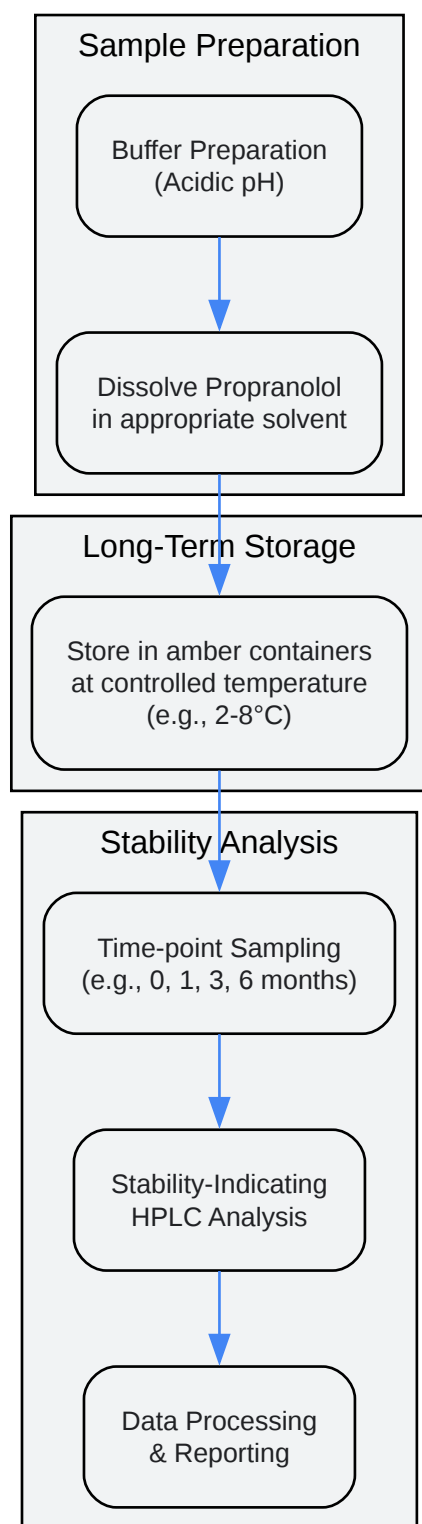 Sample Preparation
Buffer Preparation
(Acidic pH)
Dissolve Propranolol
in appropriate solvent
Long-Term Storage
Store in amber containers
at controlled temperature
(e.g., 2-8°C)
Stability Analysis
Time-point Sampling
(e.g., 0, 1, 3, 6 months)
Stability-Indicating
HPLC Analysis
Data Processing
& Reporting